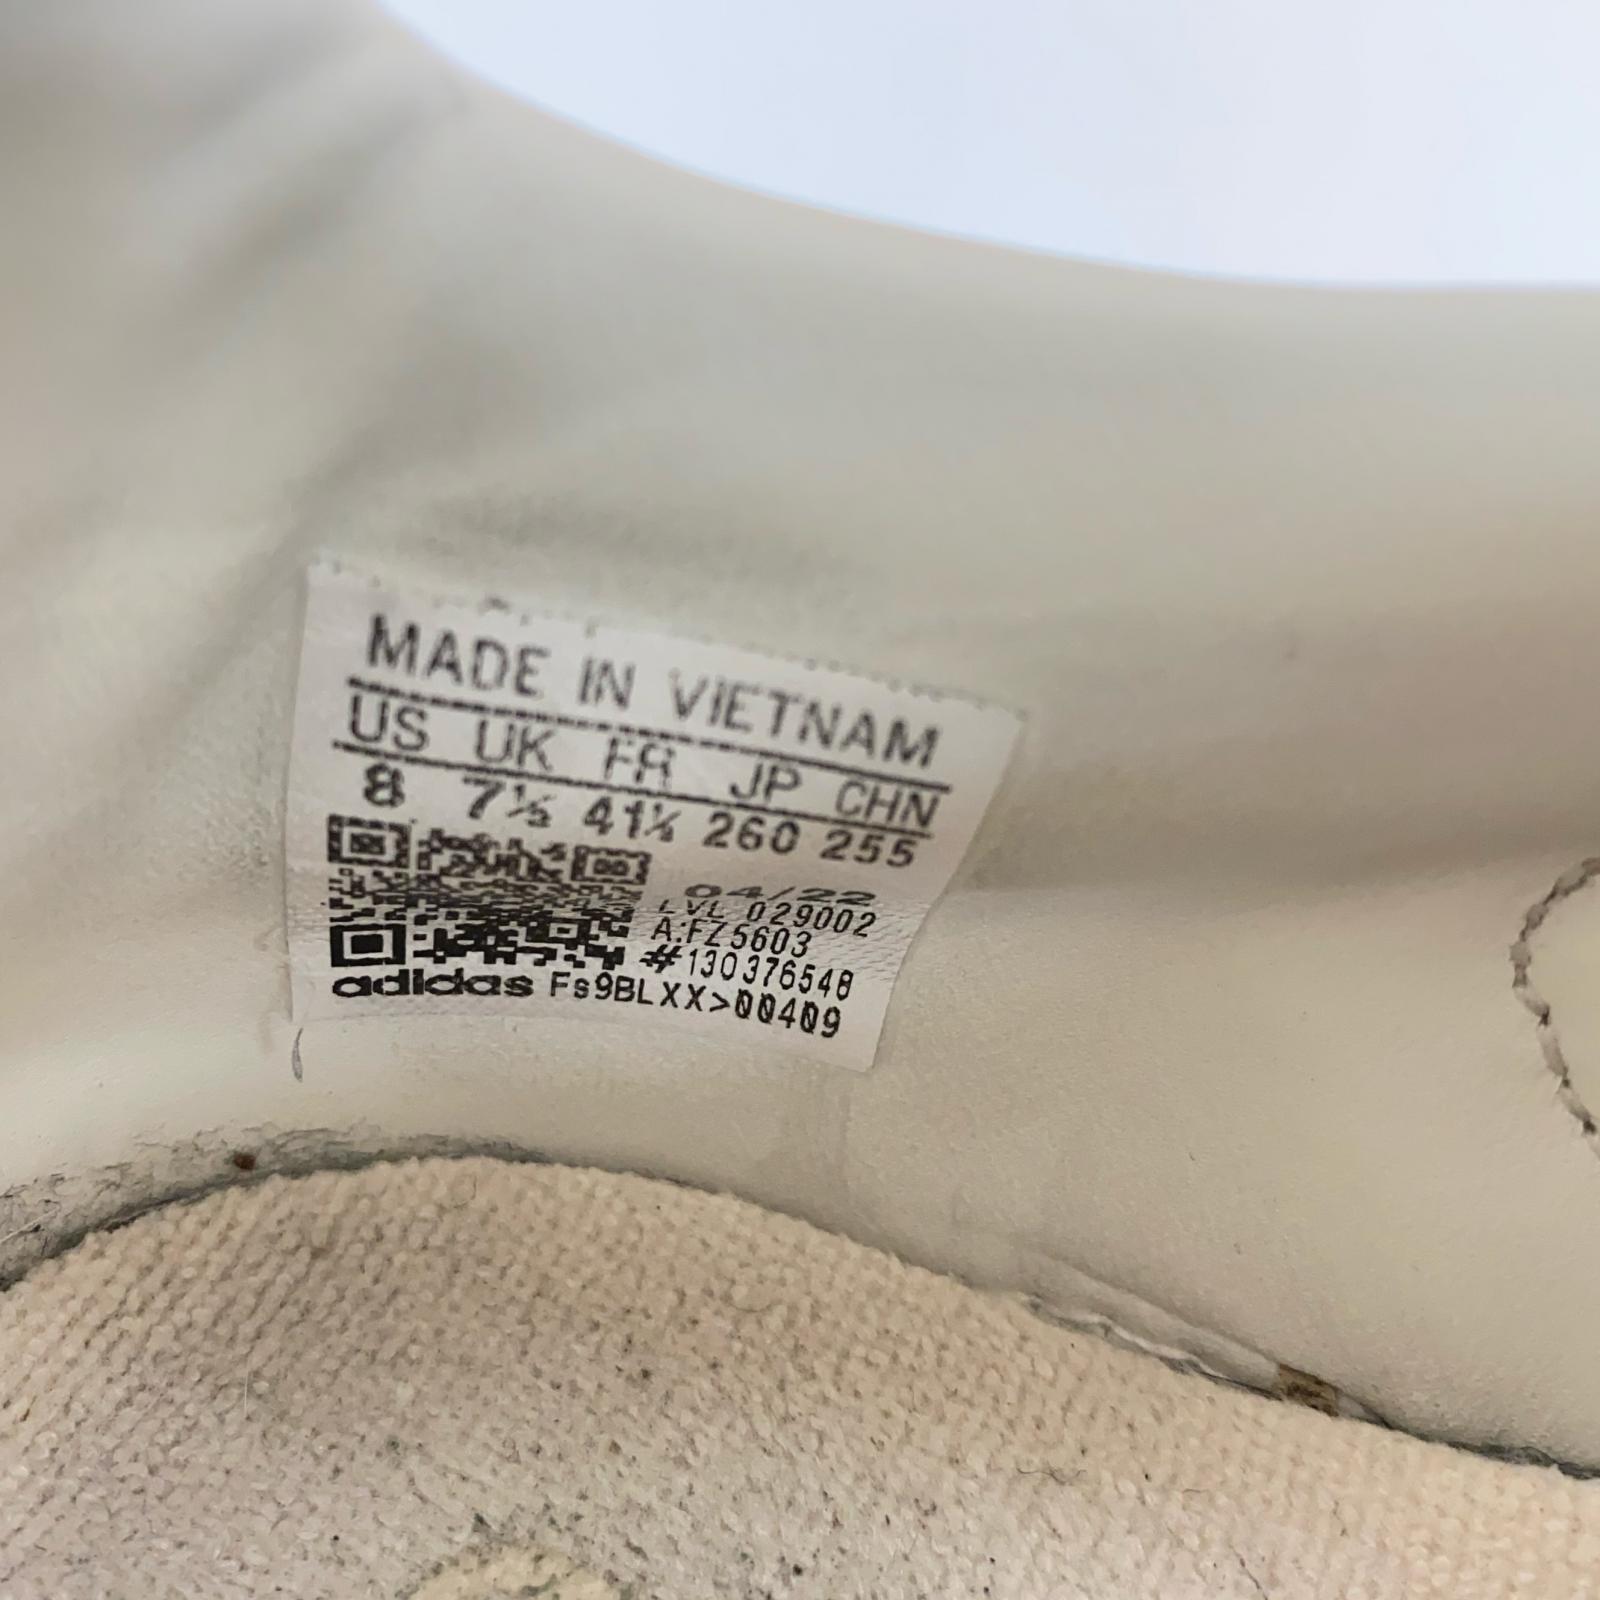 MADE IN VIETNAM
US UK FR JP CHN
8 7½ 41⅓ 260 255
04/22
LVL 029002
A:FZ5603
#130376548
adidas Fs9BLXX>00409